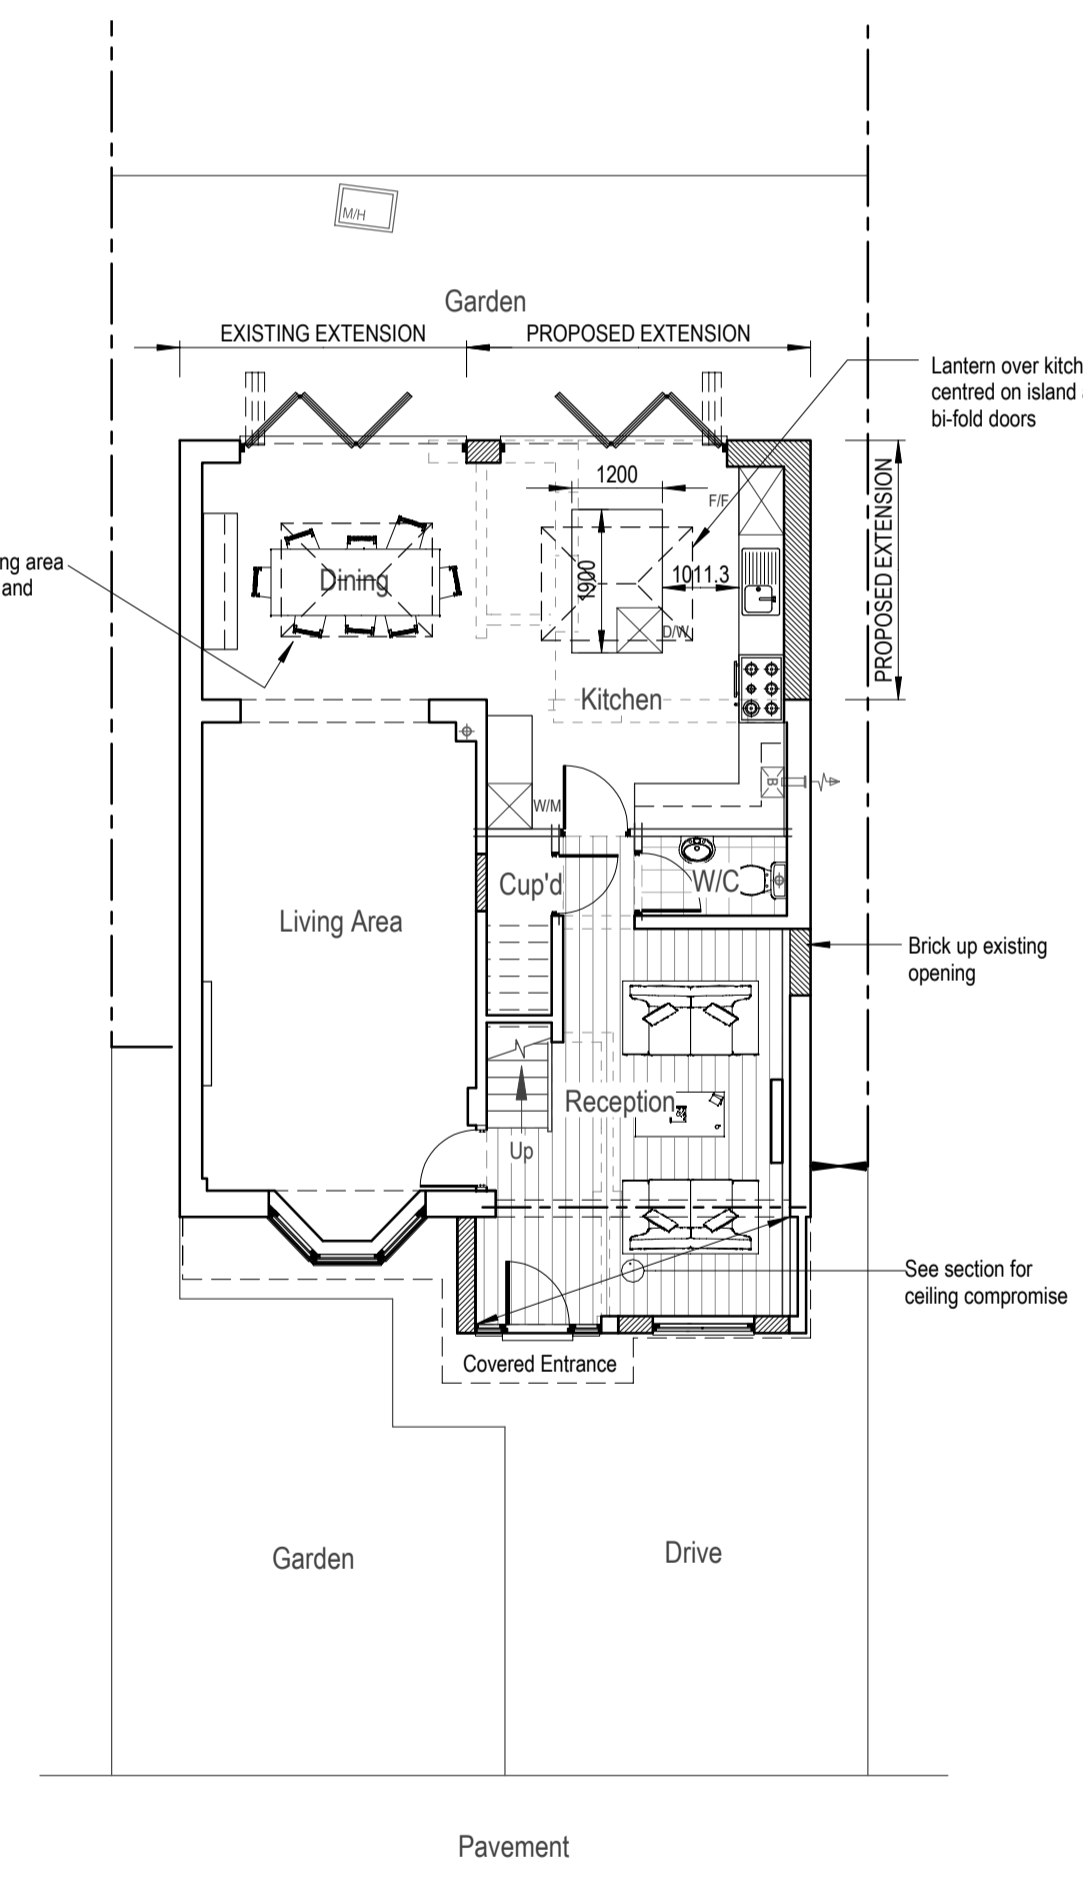 M/H
Garden
EXISTING EXTENSION
PROPOSED EXTENSION
Lantern over kitch
centred on island
bi-fold doors
1200
F/F
PROPOSED EXTENSION
ng area
and
Dining
1900
1011.3
D/W
Kitchen
B
W/M
Cup'd
W/C
Living Area
Brick up existing
opening
Reception
Up
See section for
ceiling compromise
Covered Entrance
Garden
Drive
Pavement